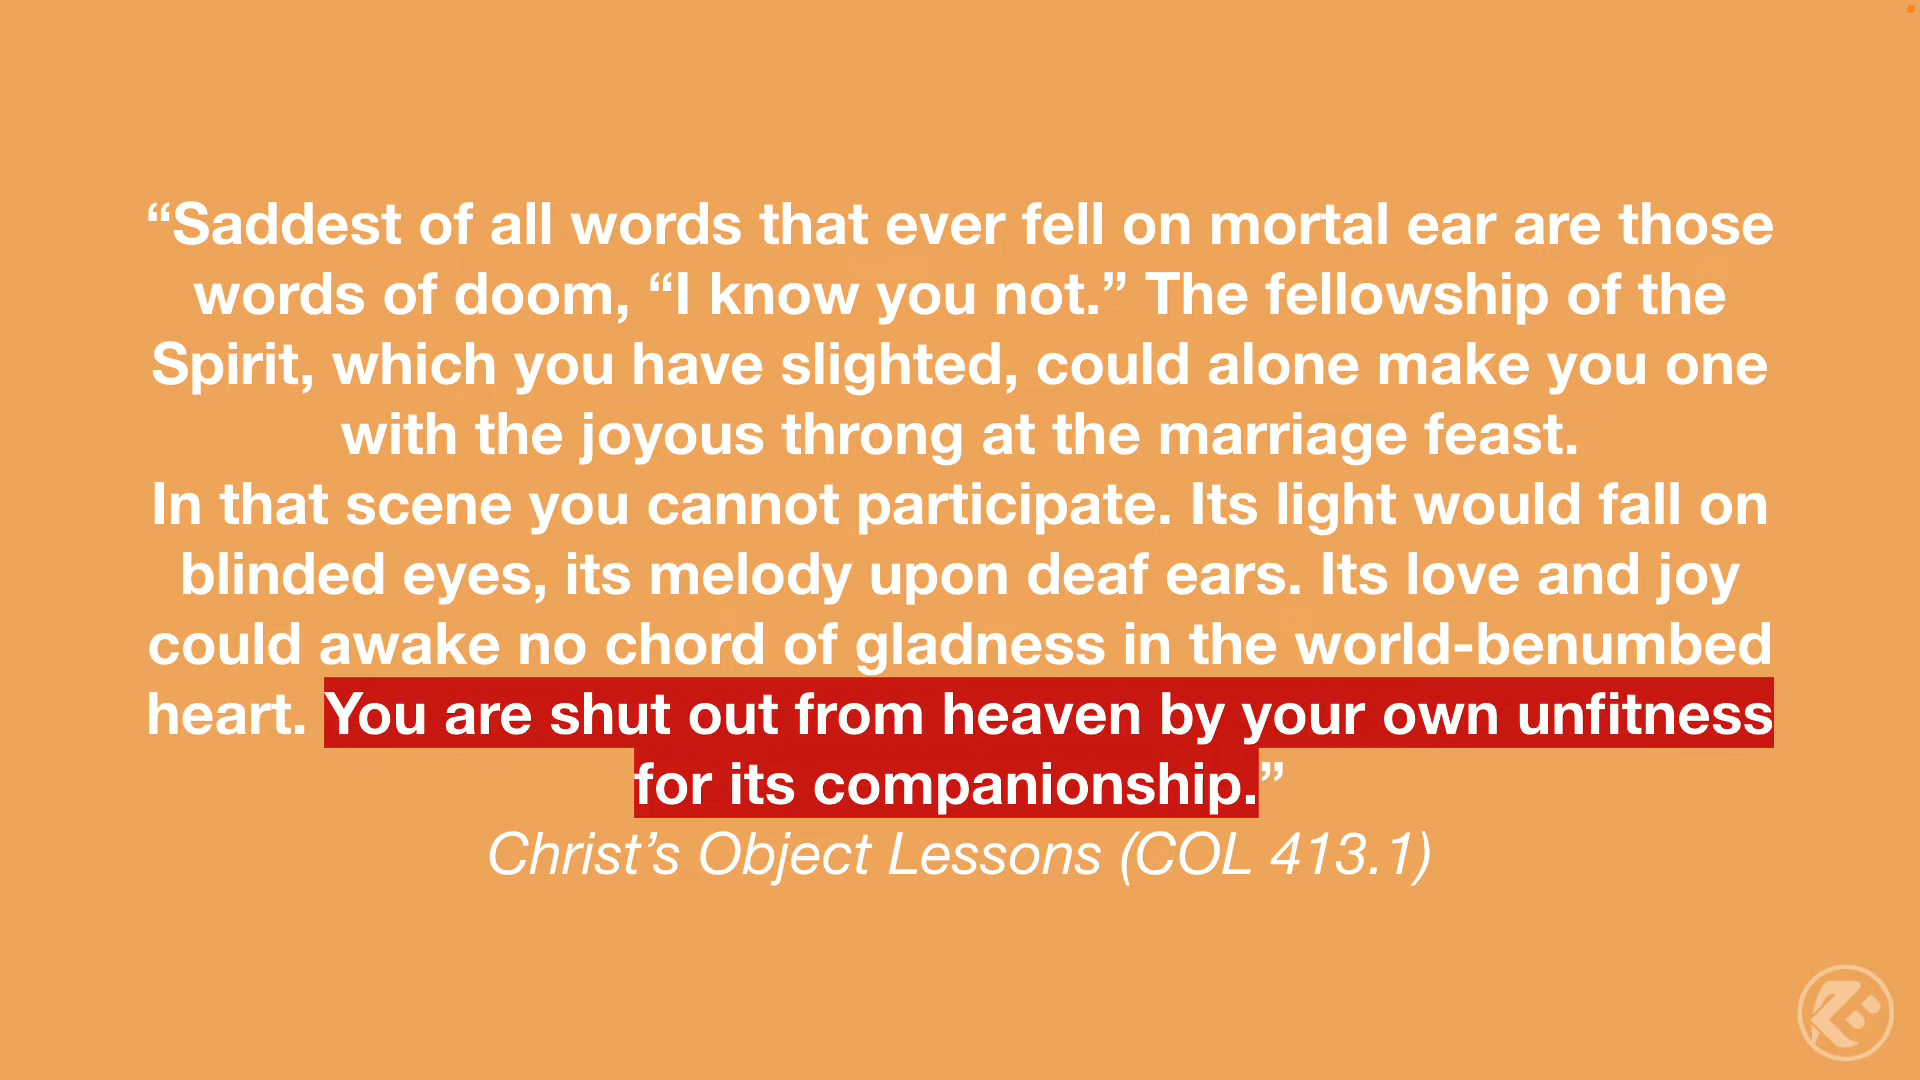 “Saddest of all words that ever fell on mortal ear are those
words of doom, “I know you not.” The fellowship of the
Spirit, which you have slighted, could alone make you one
with the joyous throng at the marriage feast.
In that scene you cannot participate. Its light would fall on
blinded eyes, its melody upon deaf ears. Its love and joy
could awake no chord of gladness in the world-benumbed
heart. You are shut out from heaven by your own unfitness
for its companionship.”
Christ’s Object Lessons (COL 413.1)